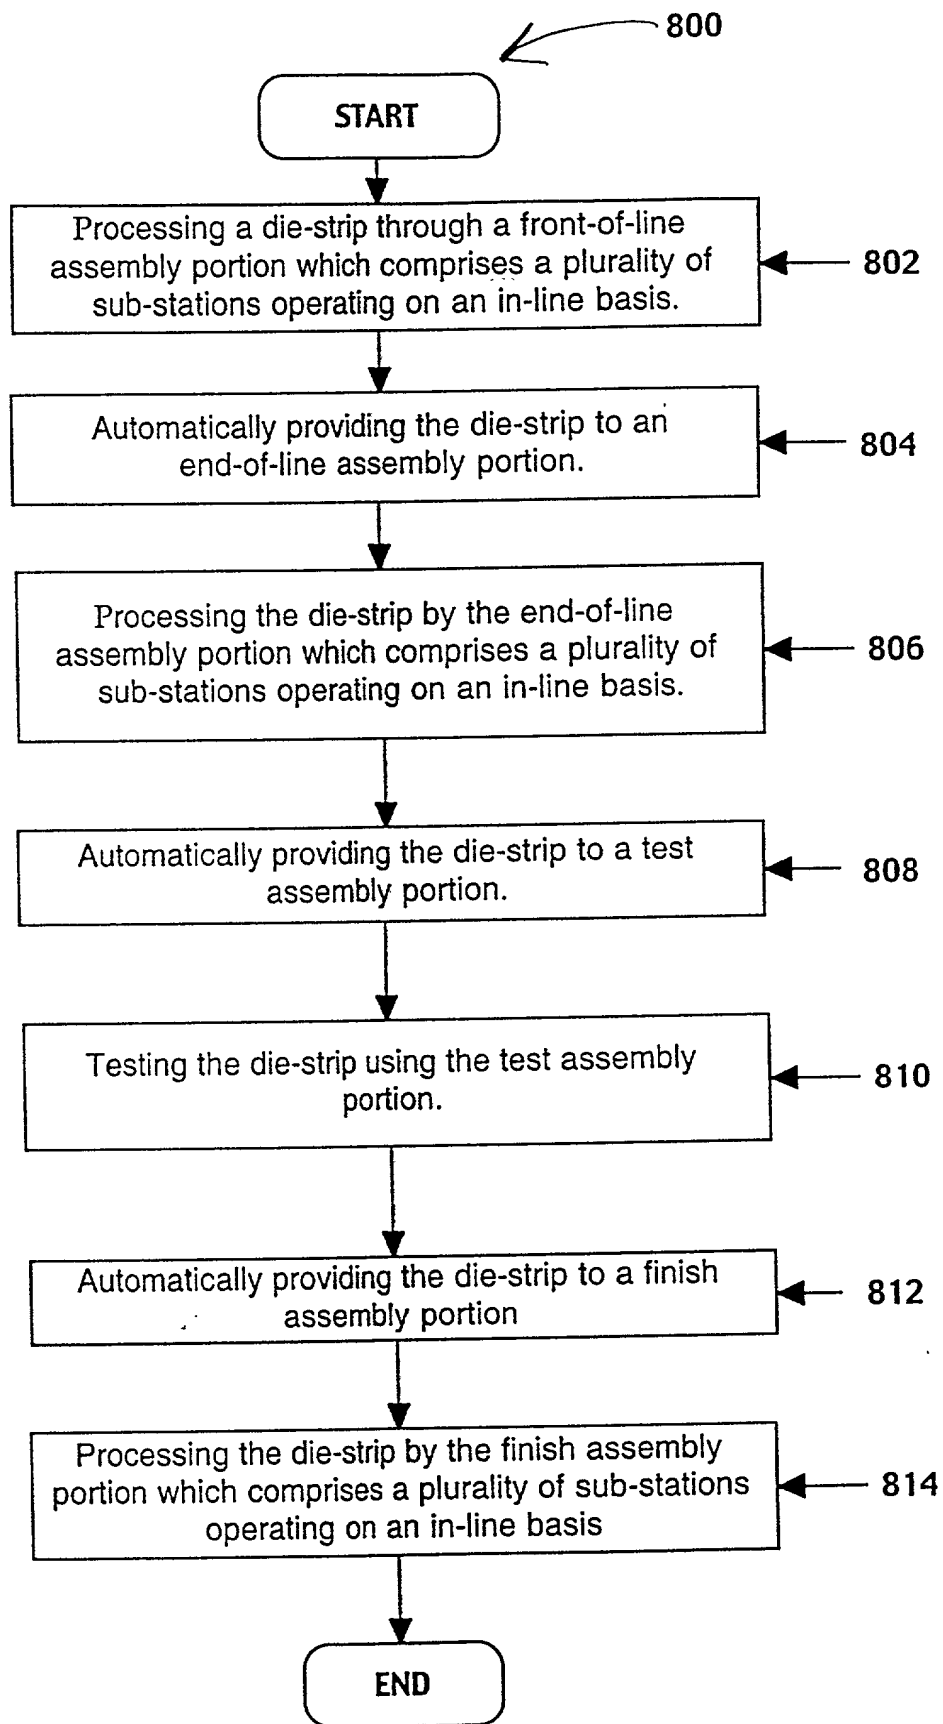 800
START
Processing a die-strip through a front-of-line
assembly portion which comprises a plurality of
sub-stations operating on an in-line basis.
802
Automatically providing the die-strip to an
end-of-line assembly portion.
804
Processing the die-strip by the end-of-line
assembly portion which comprises a plurality of
sub-stations operating on an in-line basis.
806
Automatically providing the die-strip to a test
assembly portion.
808
Testing the die-strip using the test assembly
portion.
810
Automatically providing the die-strip to a finish
assembly portion
812
Processing the die-strip by the finish assembly
portion which comprises a plurality of sub-stations
operating on an in-line basis
814
END